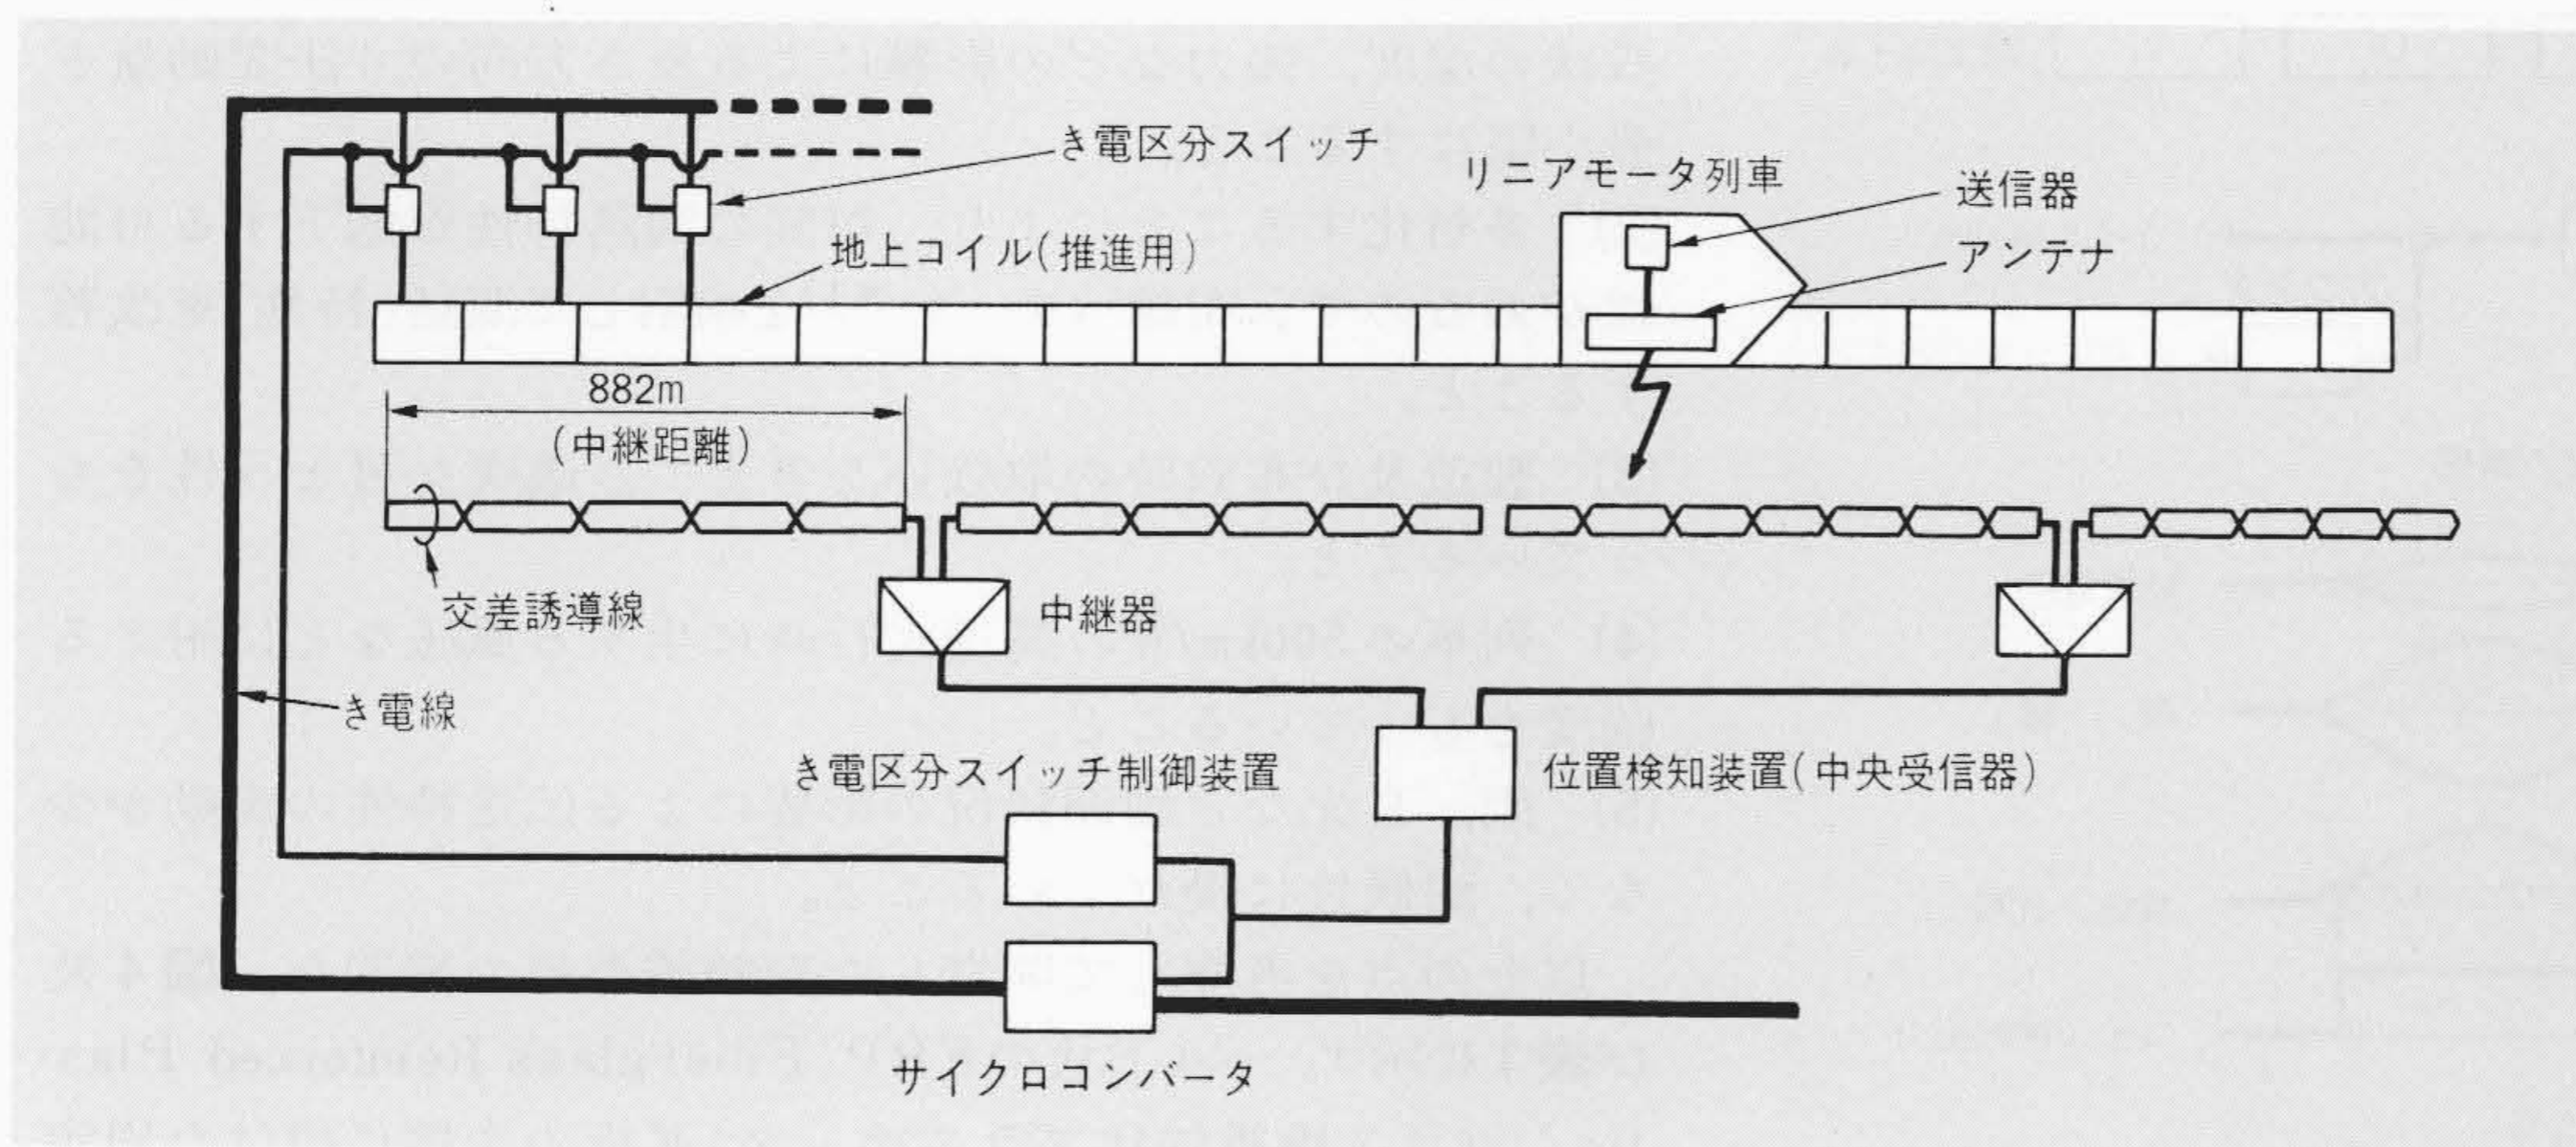 き電区分スイッチ
リニアモータ列車
送信器
アンテナ
地上コイル(推進用)
882m
(中継距離)
交差誘導線
中継器
き電線
き電区分スイッチ制御装置
位置検知装置(中央受信器)
サイクロコンバータ